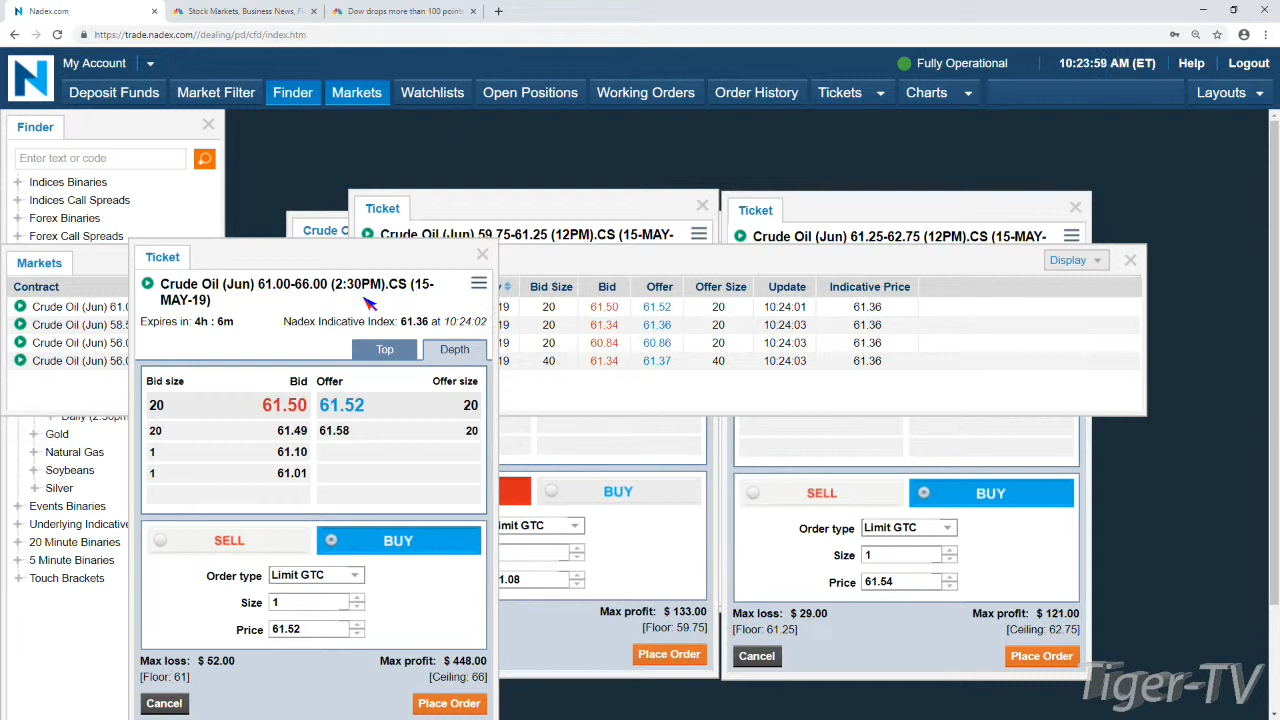 Nadex.com
Stock Markets, Business News, Fi
Dow drops more than 100 points
https://trade.nadex.com//dealing/pd/cfd/index.htm
N
My Account
Fully Operational
10:23:59 AM (ET)
Help
Logout
Deposit Funds
Market Filter
Finder
Markets
Watchlists
Open Positions
Working Orders
Order History
Tickets
Charts
Layouts
Finder
Enter text or code
Indices Binaries
Indices Call Spreads
Forex Binaries
Forex Call Spreads
Markets
Display
Contract
Bid Size
Bid
Offer
Offer Size
Update
Indicative Price
Crude Oil (Jun) 61.0
19 20 61.50 61.52 20 10:24:01 61.36
Crude Oil (Jun) 58.5
19 20 61.34 61.36 20 10:24:03 61.36
Crude Oil (Jun) 56.0
19 20 60.84 60.86 20 10:24:03 61.36
Crude Oil (Jun) 56.0
19 40 61.34 61.37 40 10:24:03 61.36
Daily (2:30pm
Gold
Natural Gas
Soybeans
Silver
Events Binaries
Underlying Indicative
20 Minute Binaries
5 Minute Binaries
Touch Brackets
Crude O
Ticket
Crude Oil (Jun) 59.75-61.25 (12PM).CS (15-MAY-
BUY
imit GTC
1.08
Max profit: $ 133.00
[Floor: 59.75]
Place Order
Ticket
Crude Oil (Jun) 61.25-62.75 (12PM).CS (15-MAY-
SELL
BUY
Order type Limit GTC
Size 1
Price 61.54
Max loss: $ 29.00
Max profit: $ 121.00
[Floor: 61.25]
[Ceiling: 62.75]
Cancel
Place Order
Ticket
Crude Oil (Jun) 61.00-66.00 (2:30PM).CS (15-
MAY-19)
Expires in: 4h : 6m
Nadex Indicative Index: 61.36 at 10:24:02
Top
Depth
Bid size Bid Offer Offer size
20 61.50 61.52 20
20 61.49 61.58 20
1 61.10
1 61.01
SELL
BUY
Order type Limit GTC
Size 1
Price 61.52
Max loss: $ 52.00
Max profit: $ 448.00
[Floor: 61]
[Ceiling: 66]
Cancel
Place Order
Tiger-TV